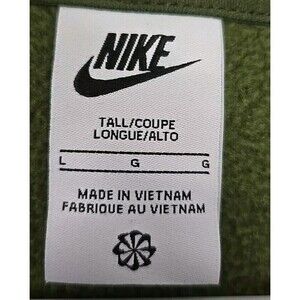 NIKE
TALL/COUPE
LONGUE/ALTO
L G G
MADE IN VIETNAM
FABRIQUE AU VIETNAM